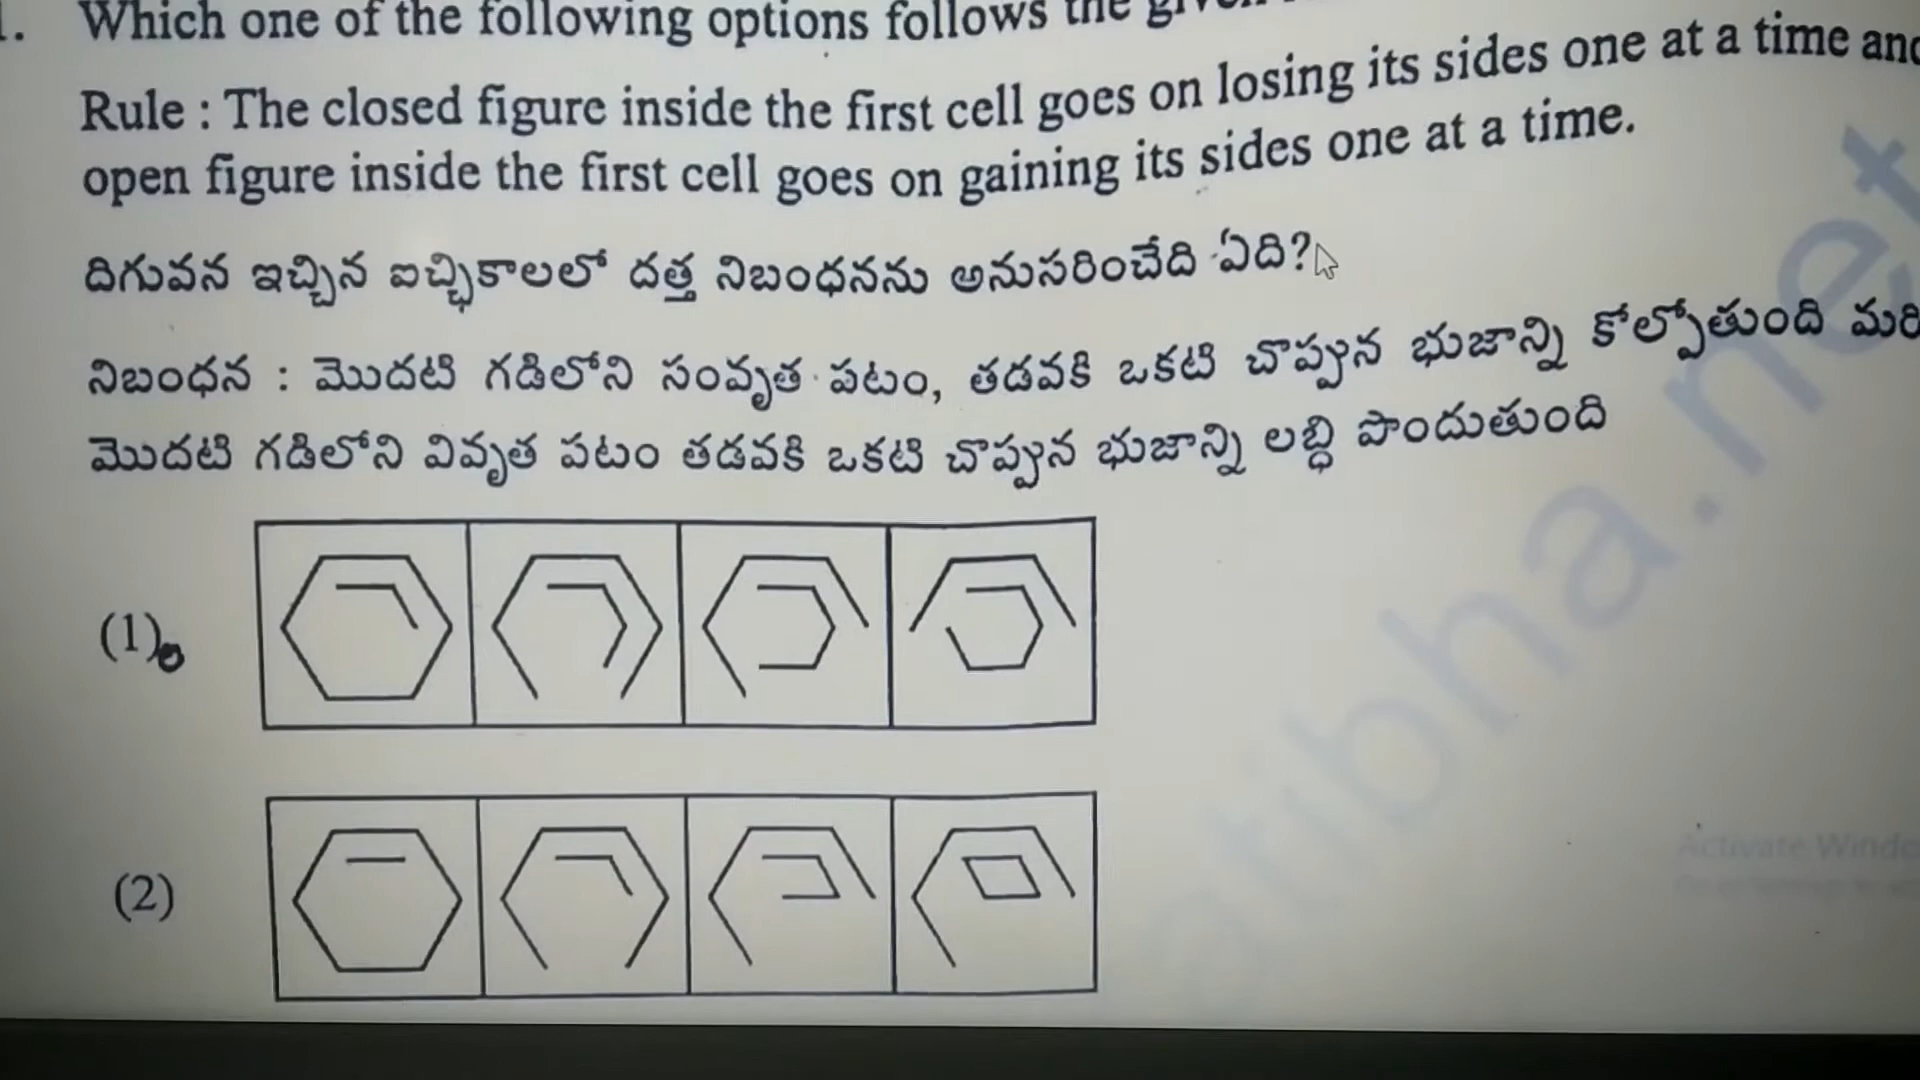 1. Which one of the following options follows the given
Rule : The closed figure inside the first cell goes on losing its sides one at a time and
open figure inside the first cell goes on gaining its sides one at a time.
దిగువన ఇచ్చిన ఐచ్ఛికాలలో దత్త నిబంధనను అనుసరించేది ఏది?
నిబంధన : మొదటి గడిలోని సంవృత పటం, తడవకి ఒకటి చొప్పున భుజాన్ని కోల్పోతుంది మరి
మొదటి గడిలోని వివృత పటం తడవకి ఒకటి చొప్పున భుజాన్ని లబ్ధి పొందుతుంది
(1)
(2)
Activate Windo